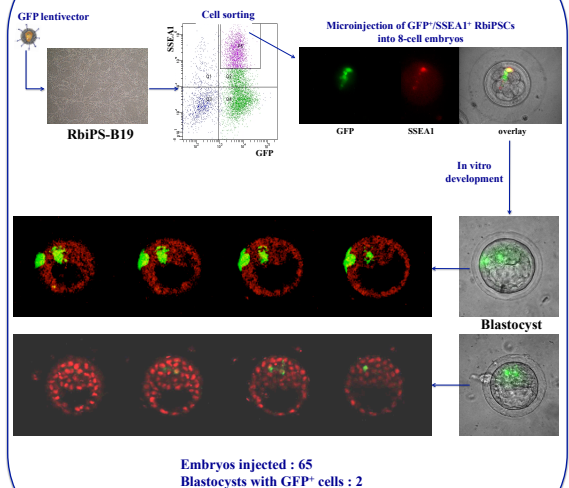 GFP lentivector
Cell sorting
Microinjection of GFP⁺/SSEA1⁺ RbiPSCs
into 8-cell embryos
SSEA1
GFP
RbiPS-B19
GFP
SSEA1
overlay
In vitro
development
Blastocyst
Embryos injected : 65
Blastocysts with GFP⁺ cells : 2